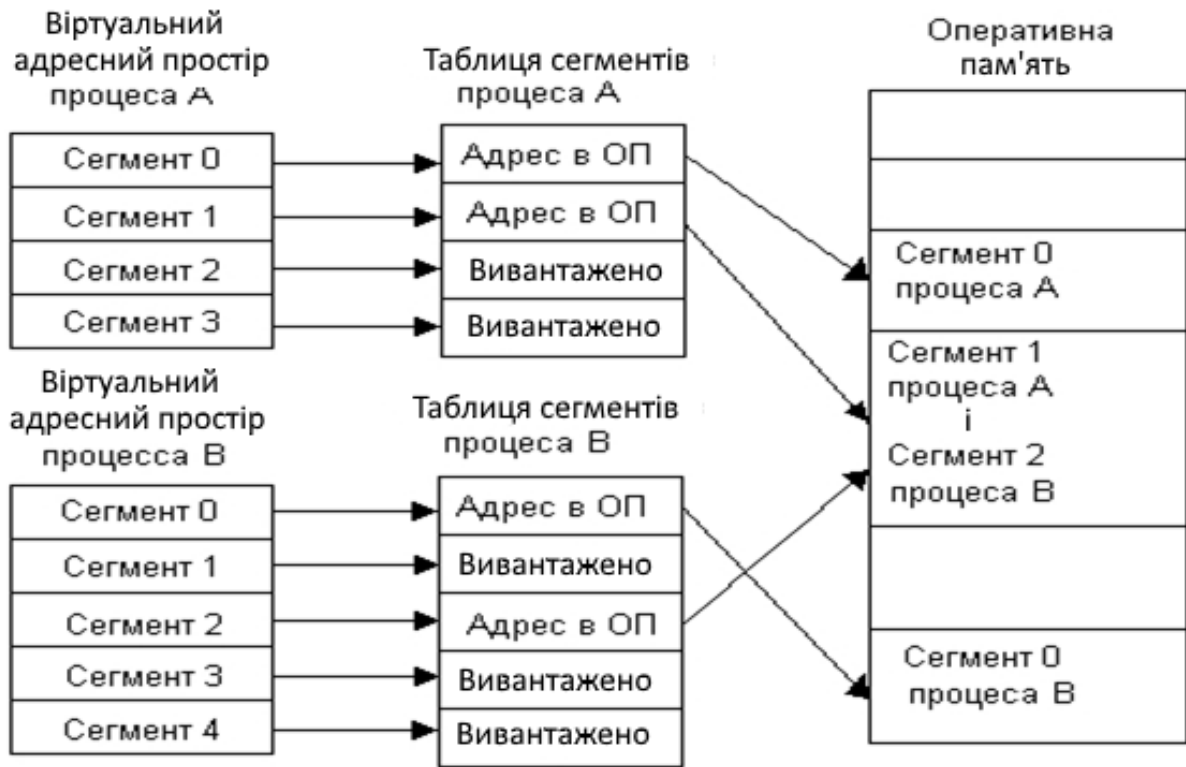 Віртуальний
адресний простір
процеса А
Сегмент 0
Сегмент 1
Сегмент 2
Сегмент 3
Таблиця сегментів
процеса А
Адрес в ОП
Адрес в ОП
Вивантажено
Вивантажено
Віртуальний
адресний простір
процесса В
Сегмент 0
Сегмент 1
Сегмент 2
Сегмент 3
Сегмент 4
Таблиця сегментів
процеса В
Адрес в ОП
Вивантажено
Адрес в ОП
Вивантажено
Вивантажено
Оперативна
пам'ять
Сегмент 0
процеса А
Сегмент 1
процеса А
і
Сегмент 2
процеса В
Сегмент 0
процеса В